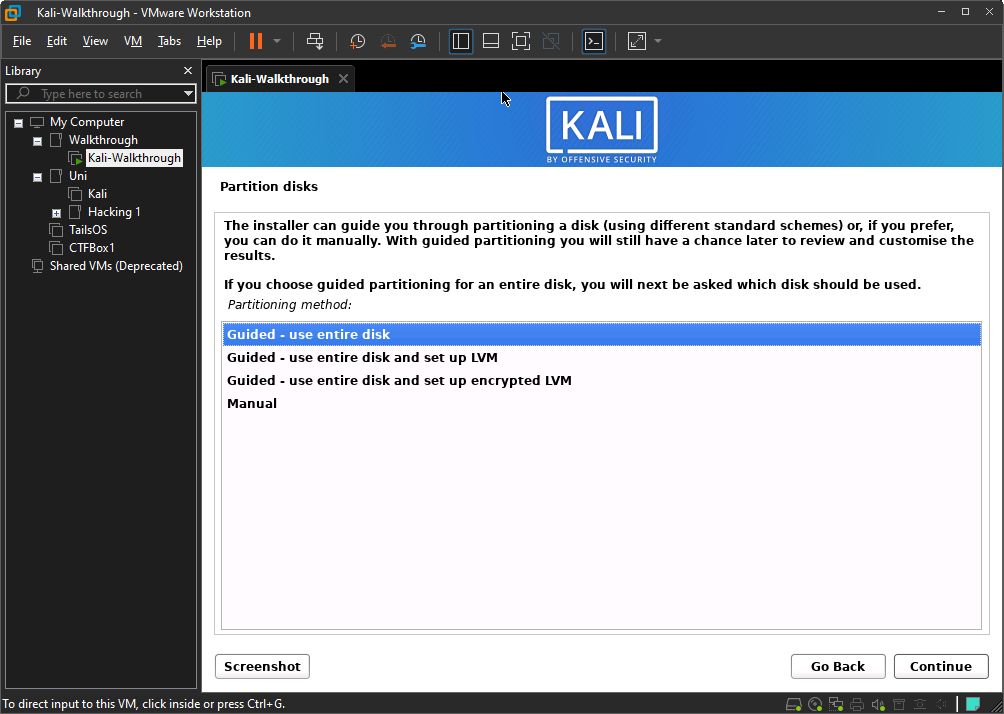 Kali-Walkthrough - VMware Workstation
File Edit View VM Tabs Help
Library
Type here to search
My Computer
Walkthrough
Kali-Walkthrough
Uni
Kali
Hacking 1
TailsOS
CTFBox1
Shared VMs (Deprecated)
Kali-Walkthrough
KALI
BY OFFENSIVE SECURITY
Partition disks
The installer can guide you through partitioning a disk (using different standard schemes) or, if you prefer,
you can do it manually. With guided partitioning you will still have a chance later to review and customise the
results.
If you choose guided partitioning for an entire disk, you will next be asked which disk should be used.
Partitioning method:
Guided - use entire disk
Guided - use entire disk and set up LVM
Guided - use entire disk and set up encrypted LVM
Manual
Screenshot
Go Back
Continue
To direct input to this VM, click inside or press Ctrl+G.